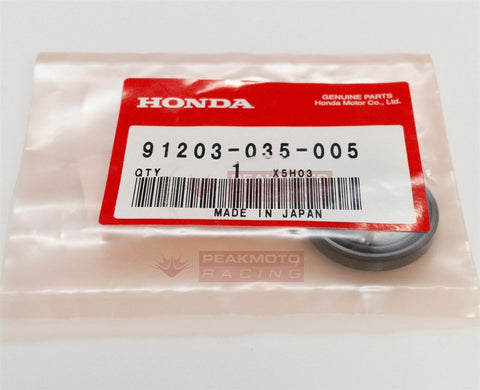 HONDA
GENUINE PARTS
Honda Motor Co., Ltd.
91203-035-005
QTY 1 X5H03
MADE IN JAPAN
PEAKMOTO
RACING